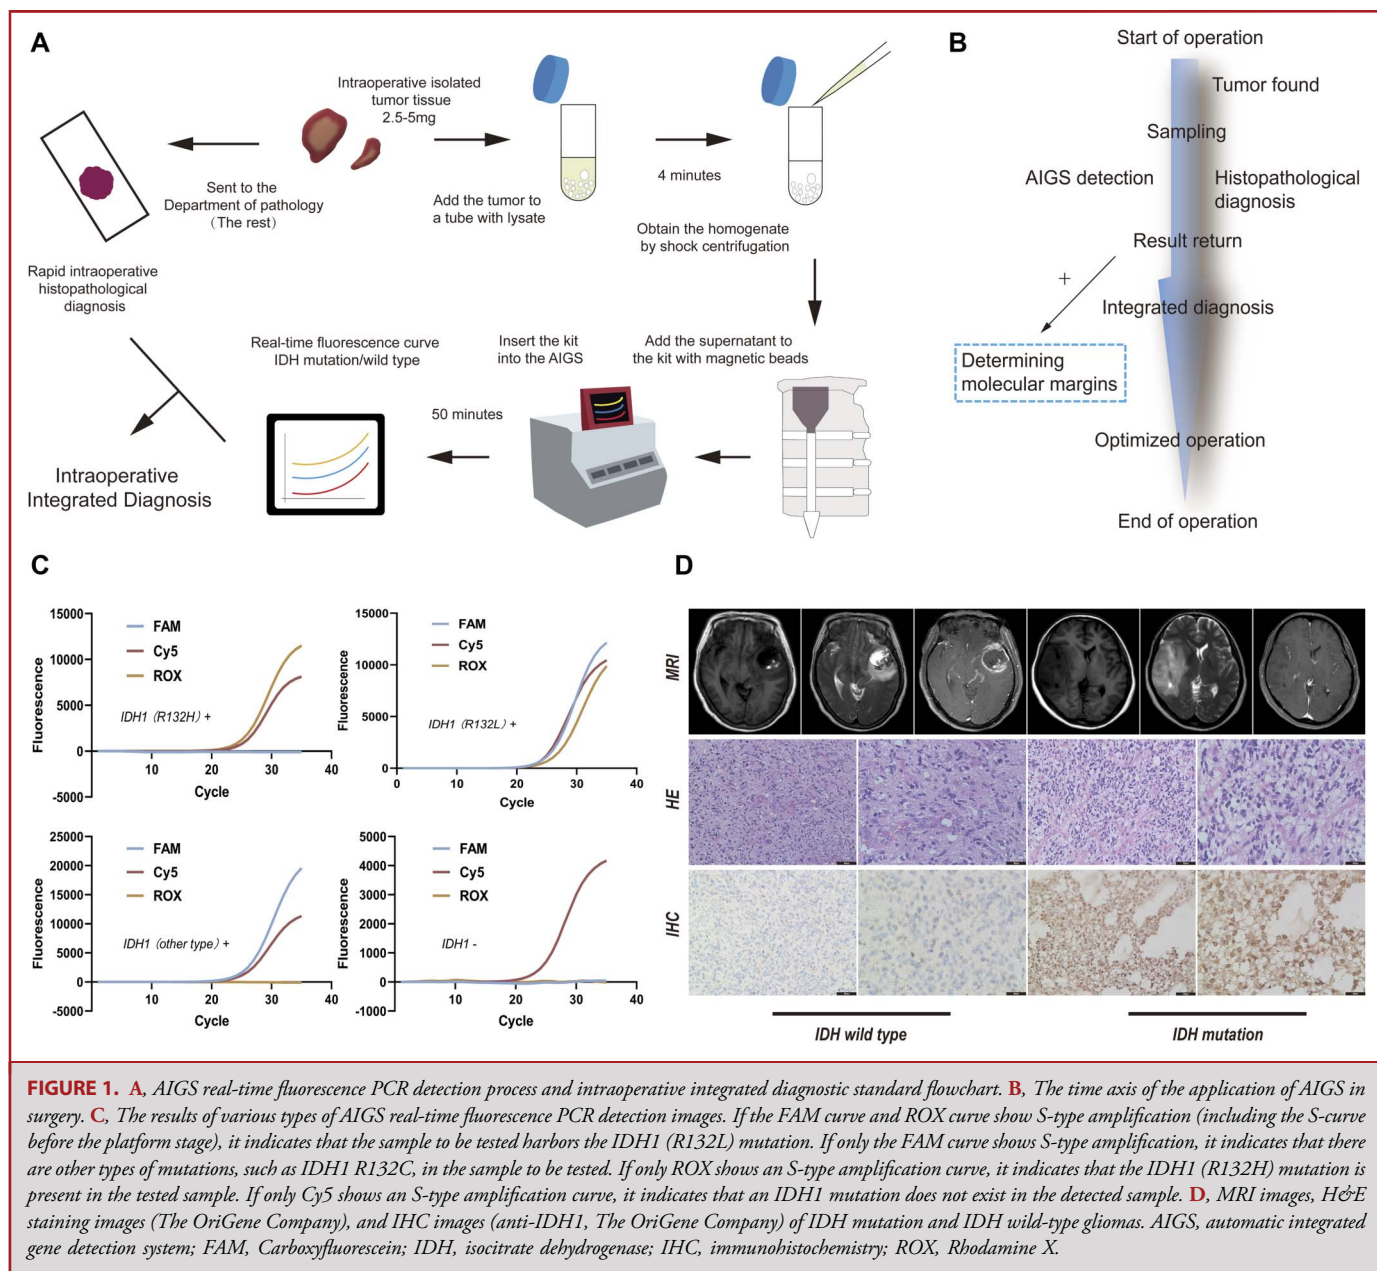 A
Intraoperative isolated
tumor tissue
2.5-5mg
Sent to the
Department of pathology
(The rest)
Add the tumor to
a tube with lysate
4 minutes
Obtain the homogenate
by shock centrifugation
Rapid intraoperative
histopathological
diagnosis
Real-time fluorescence curve
IDH mutation/wild type
Insert the kit
into the AIGS
Add the supernatant to
the kit with magnetic beads
50 minutes
Intraoperative
Integrated Diagnosis
B
Start of operation
Tumor found
Sampling
AIGS detection
Histopathological
diagnosis
Result return
+
Integrated diagnosis
Determining
molecular margins
Optimized operation
End of operation
C
15000
10000
5000
0
-5000
Fluorescence
FAM
Cy5
ROX
IDH1 (R132H) +
10 20 30 40
Cycle
15000
10000
5000
0
Fluorescence
FAM
Cy5
ROX
IDH1 (R132L) +
0 10 20 30 40
Cycle
25000
20000
15000
10000
5000
0
-5000
Fluorescence
FAM
Cy5
ROX
IDH1 (other type) +
10 20 30 40
Cycle
5000
4000
3000
2000
1000
0
-1000
Fluorescence
FAM
Cy5
ROX
IDH1 -
10 20 30 40
Cycle
D
MRI
HE
IHC
IDH wild type
IDH mutation
FIGURE 1. A, AIGS real-time fluorescence PCR detection process and intraoperative integrated diagnostic standard flowchart. B, The time axis of the application of AIGS in
surgery. C, The results of various types of AIGS real-time fluorescence PCR detection images. If the FAM curve and ROX curve show S-type amplification (including the S-curve
before the platform stage), it indicates that the sample to be tested harbors the IDH1 (R132L) mutation. If only the FAM curve shows S-type amplification, it indicates that there
are other types of mutations, such as IDH1 R132C, in the sample to be tested. If only ROX shows an S-type amplification curve, it indicates that the IDH1 (R132H) mutation is
present in the tested sample. If only Cy5 shows an S-type amplification curve, it indicates that an IDH1 mutation does not exist in the detected sample. D, MRI images, H&E
staining images (The OriGene Company), and IHC images (anti-IDH1, The OriGene Company) of IDH mutation and IDH wild-type gliomas. AIGS, automatic integrated
gene detection system; FAM, Carboxyfluorescein; IDH, isocitrate dehydrogenase; IHC, immunohistochemistry; ROX, Rhodamine X.